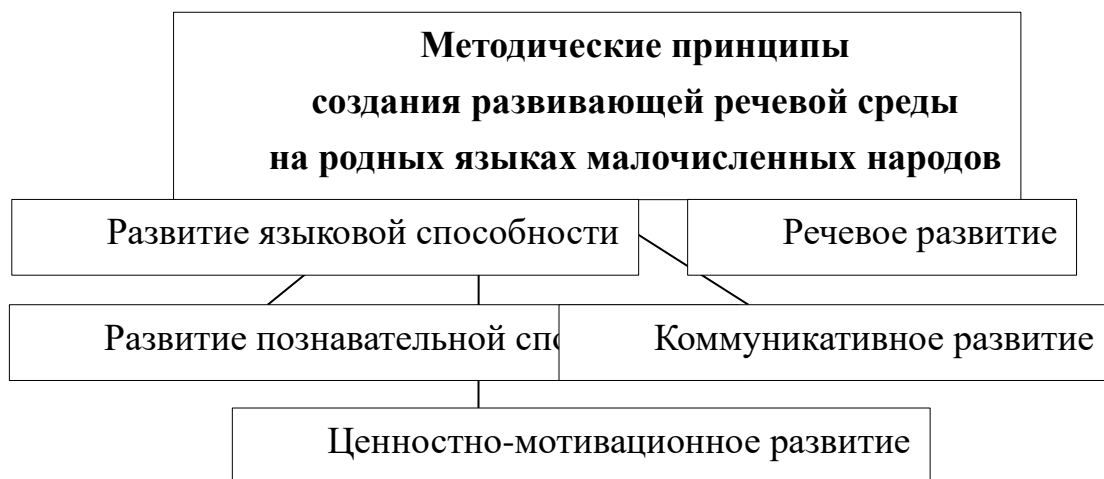 Методические принципы
создания развивающей речевой среды
на родных языках малочисленных народов
Развитие языковой способности
Речевое развитие
Развитие познавательной
Коммуникативное развитие
Ценностно-мотивационное развитие